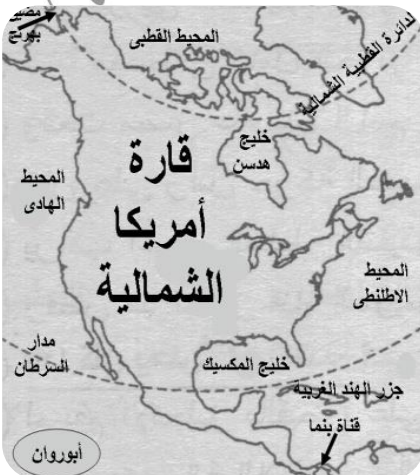 مضيق
بهرنج
المحيط القطبى
الدائرة القطبية الشمالية
خليج
هدسن
قارة
أمريكا
الشمالية
المحيط
الهادى
المحيط
الاطلنطى
مدار
السرطان
خليج المكسيك
جزر الهند الغربية
قناة بنما
أبوروان